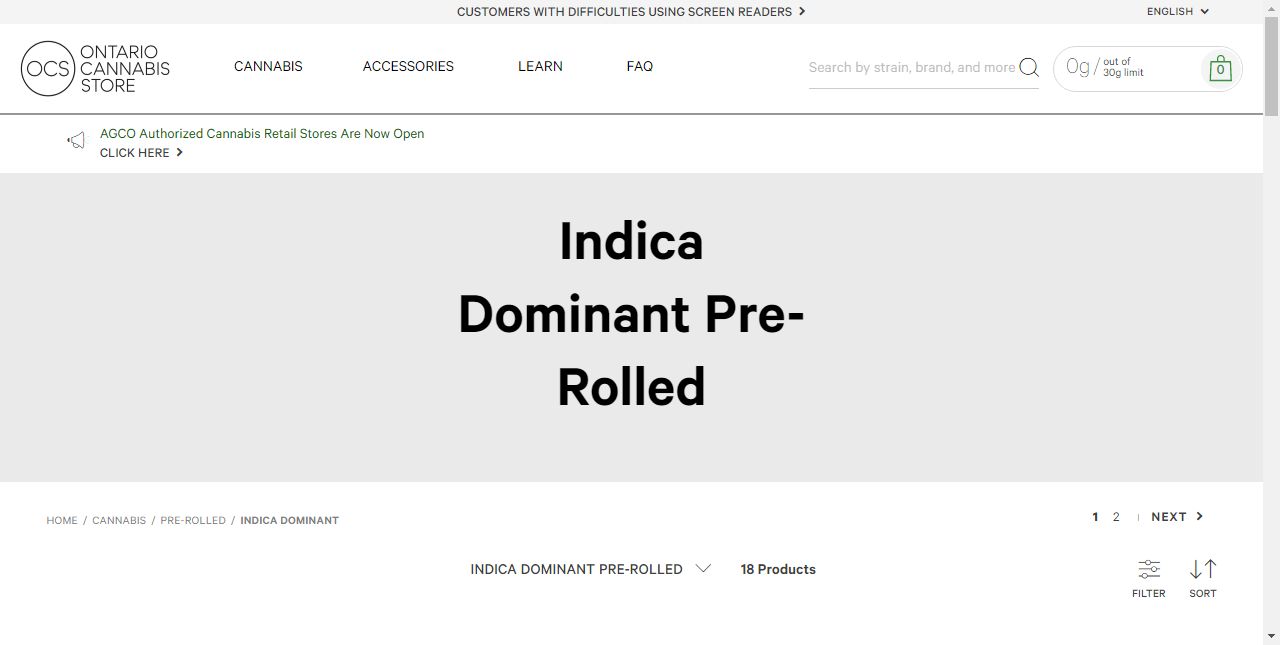 CUSTOMERS WITH DIFFICULTIES USING SCREEN READERS
ENGLISH
OCS ONTARIO
CANNABIS
STORE
CANNABIS
ACCESSORIES
LEARN
FAQ
Search by strain, brand, and more
0g / out of
30g limit
0
AGCO Authorized Cannabis Retail Stores Are Now Open
CLICK HERE
Indica
Dominant Pre-
Rolled
HOME / CANNABIS / PRE-ROLLED / INDICA DOMINANT
1 2 | NEXT
INDICA DOMINANT PRE-ROLLED
18 Products
FILTER
SORT